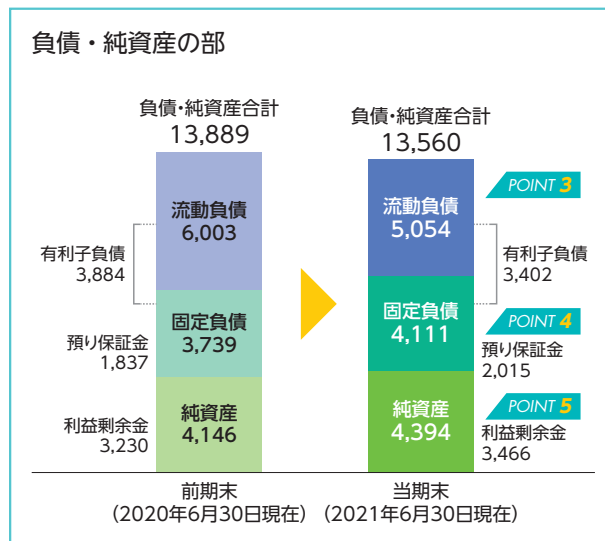 負債・純資産の部
負債・純資産合計
13,889
流動負債
6,003
有利子負債
3,884
固定負債
3,739
預り保証金
1,837
純資産
4,146
利益剰余金
3,230
前期末
（2020年6月30日現在）
負債・純資産合計
13,560
POINT 3
流動負債
5,054
有利子負債
3,402
固定負債
4,111
POINT 4
預り保証金
2,015
純資産
4,394
POINT 5
利益剰余金
3,466
当期末
（2021年6月30日現在）